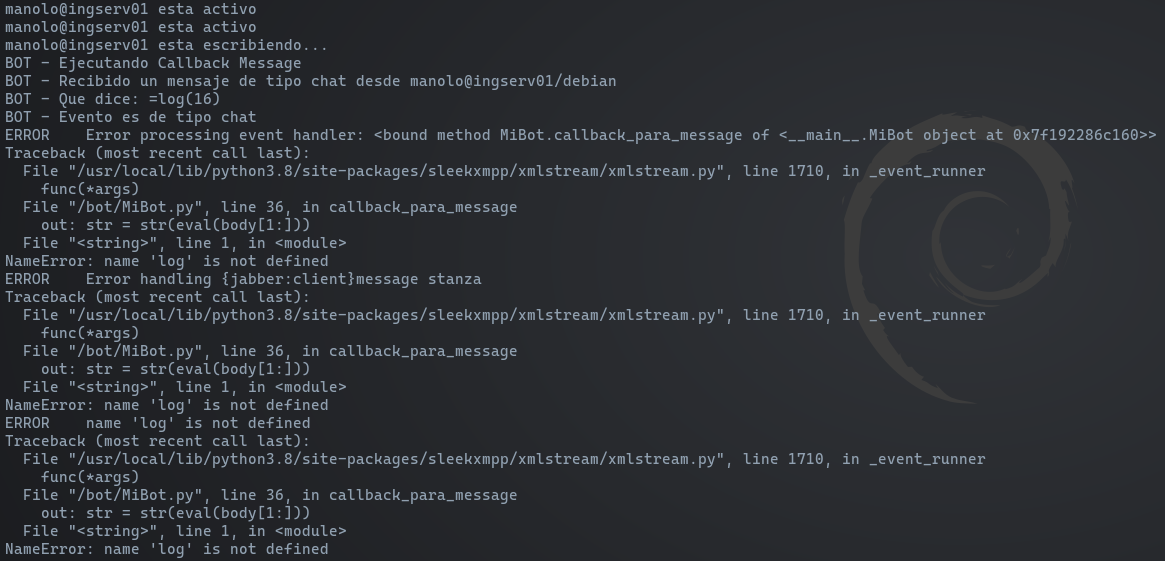 manolo@ingserv01 esta activo
manolo@ingserv01 esta activo
manolo@ingserv01 esta escribiendo...
BOT - Ejecutando Callback Message
BOT - Recibido un mensaje de tipo chat desde manolo@ingserv01/debian
BOT - Que dice: =log(16)
BOT - Evento es de tipo chat
ERROR    Error processing event handler: <bound method MiBot.callback_para_message of <__main__.MiBot object at 0x7f192286c160>>
Traceback (most recent call last):
  File "/usr/local/lib/python3.8/site-packages/sleekxmpp/xmlstream/xmlstream.py", line 1710, in _event_runner
    func(*args)
  File "/bot/MiBot.py", line 36, in callback_para_message
    out: str = str(eval(body[1:]))
  File "<string>", line 1, in <module>
NameError: name 'log' is not defined
ERROR    Error handling {jabber:client}message stanza
Traceback (most recent call last):
  File "/usr/local/lib/python3.8/site-packages/sleekxmpp/xmlstream/xmlstream.py", line 1710, in _event_runner
    func(*args)
  File "/bot/MiBot.py", line 36, in callback_para_message
    out: str = str(eval(body[1:]))
  File "<string>", line 1, in <module>
NameError: name 'log' is not defined
ERROR    name 'log' is not defined
Traceback (most recent call last):
  File "/usr/local/lib/python3.8/site-packages/sleekxmpp/xmlstream/xmlstream.py", line 1710, in _event_runner
    func(*args)
  File "/bot/MiBot.py", line 36, in callback_para_message
    out: str = str(eval(body[1:]))
  File "<string>", line 1, in <module>
NameError: name 'log' is not defined